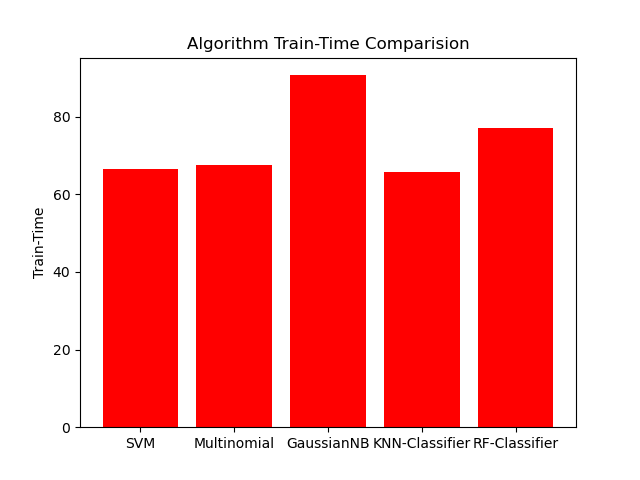 Algorithm Train-Time Comparision
80
60
40
20
0
Train-Time
SVM Multinomial GaussianNB KNN-Classifier RF-Classifier